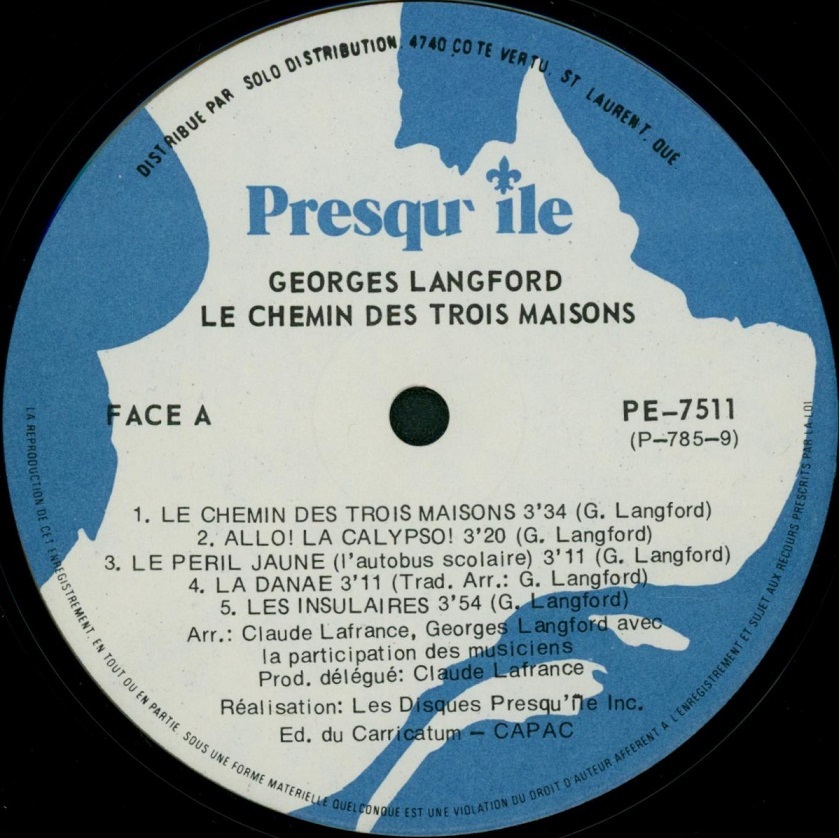 DISTRIBUE PAR SOLO DISTRIBUTION, 4740 COTE VERTU, ST LAURENT, QUE
Presqu'île
GEORGES LANGFORD
LE CHEMIN DES TROIS MAISONS
FACE A
PE-7511
(P-785-9)
1. LE CHEMIN DES TROIS MAISONS 3'34 (G. Langford)
2. ALLO! LA CALYPSO! 3'20 (G. Langford)
3. LE PERIL JAUNE (l'autobus scolaire) 3'11 (G. Langford)
4. LA DANAE 3'11 (Trad. Arr.: G. Langford)
5. LES INSULAIRES 3'54 (G. Langford)
Arr.: Claude Lafrance, Georges Langford avec
la participation des musiciens
Prod. délégué: Claude Lafrance
Réalisation: Les Disques Presqu'île Inc.
Ed. du Carricatum - CAPAC
LA REPRODUCTION DE CET ENREGISTREMENT, EN TOUT OU EN PARTIE, SOUS UNE FORME MATERIELLE QUELCONQUE EST UNE VIOLATION DU DROIT D'AUTEUR AFFERENT A L'ENREGISTREMENT ET SUJET AUX RECOURS PRESCRITS PAR LA LOI